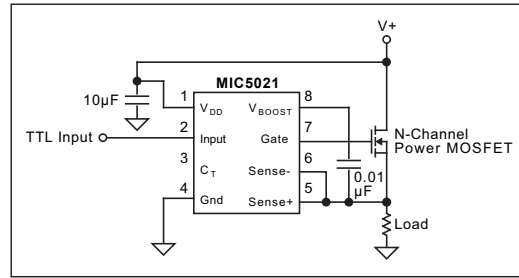 V+
MIC5021
10µF
1
V_DD
V_BOOST
8
TTL Input
2
Input
Gate
7
N-Channel
Power MOSFET
3
C_T
Sense-
6
0.01
µF
4
Gnd
Sense+
5
Load